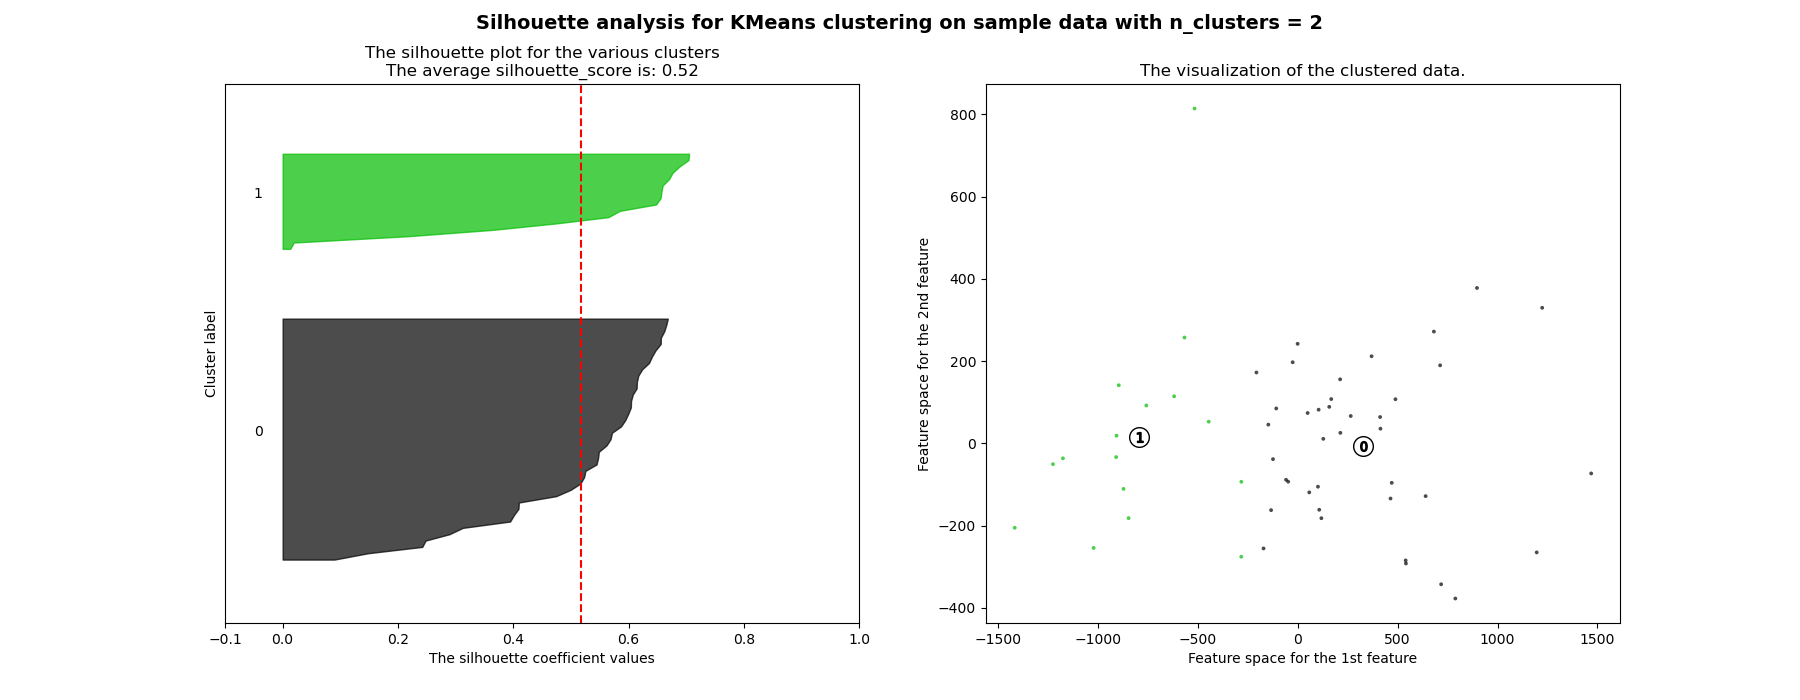 Silhouette analysis for KMeans clustering on sample data with n_clusters = 2
The silhouette plot for the various clusters
The average silhouette_score is: 0.52
1
0
Cluster label
−0.1 0.0 0.2 0.4 0.6 0.8 1.0
The silhouette coefficient values
The visualization of the clustered data.
800
600
400
200
0
−200
−400
Feature space for the 2nd feature
1
0
−1500 −1000 −500 0 500 1000 1500
Feature space for the 1st feature